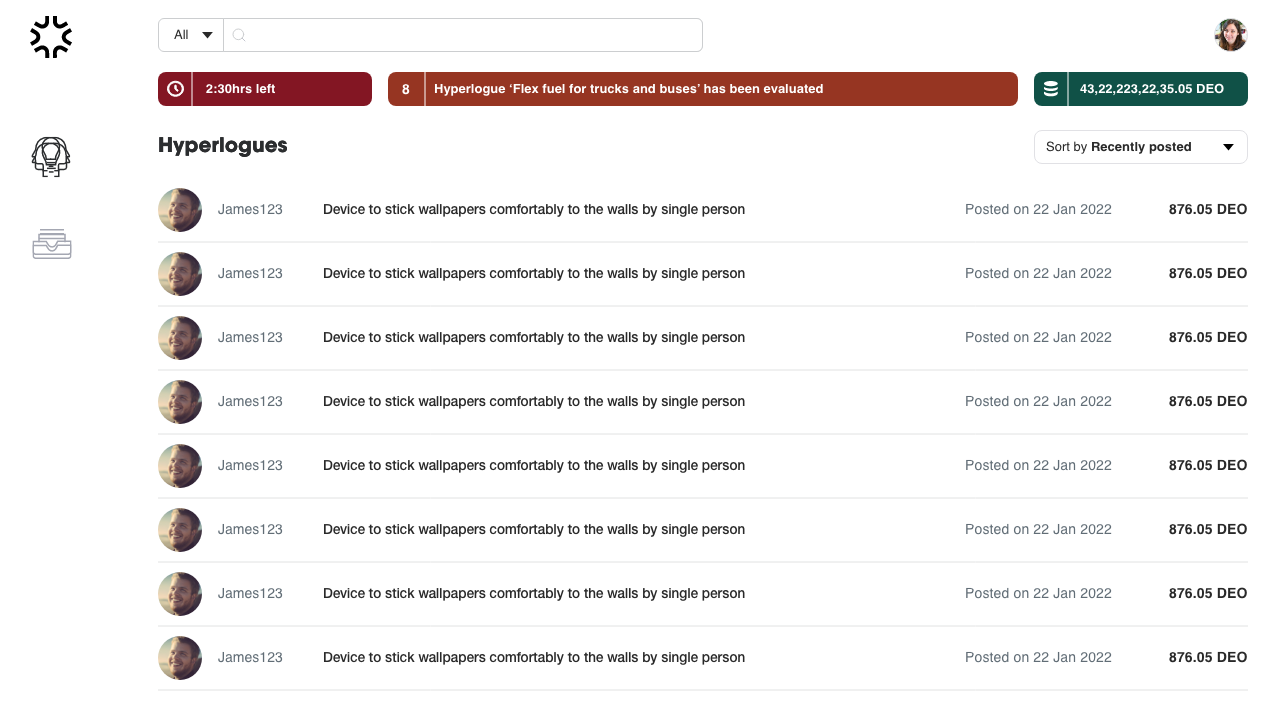 All
2:30hrs left
8 Hyperlogue ‘Flex fuel for trucks and buses’ has been evaluated
43,22,223,22,35.05 DEO
Hyperlogues
Sort by Recently posted
James123 Device to stick wallpapers comfortably to the walls by single person Posted on 22 Jan 2022 876.05 DEO
James123 Device to stick wallpapers comfortably to the walls by single person Posted on 22 Jan 2022 876.05 DEO
James123 Device to stick wallpapers comfortably to the walls by single person Posted on 22 Jan 2022 876.05 DEO
James123 Device to stick wallpapers comfortably to the walls by single person Posted on 22 Jan 2022 876.05 DEO
James123 Device to stick wallpapers comfortably to the walls by single person Posted on 22 Jan 2022 876.05 DEO
James123 Device to stick wallpapers comfortably to the walls by single person Posted on 22 Jan 2022 876.05 DEO
James123 Device to stick wallpapers comfortably to the walls by single person Posted on 22 Jan 2022 876.05 DEO
James123 Device to stick wallpapers comfortably to the walls by single person Posted on 22 Jan 2022 876.05 DEO